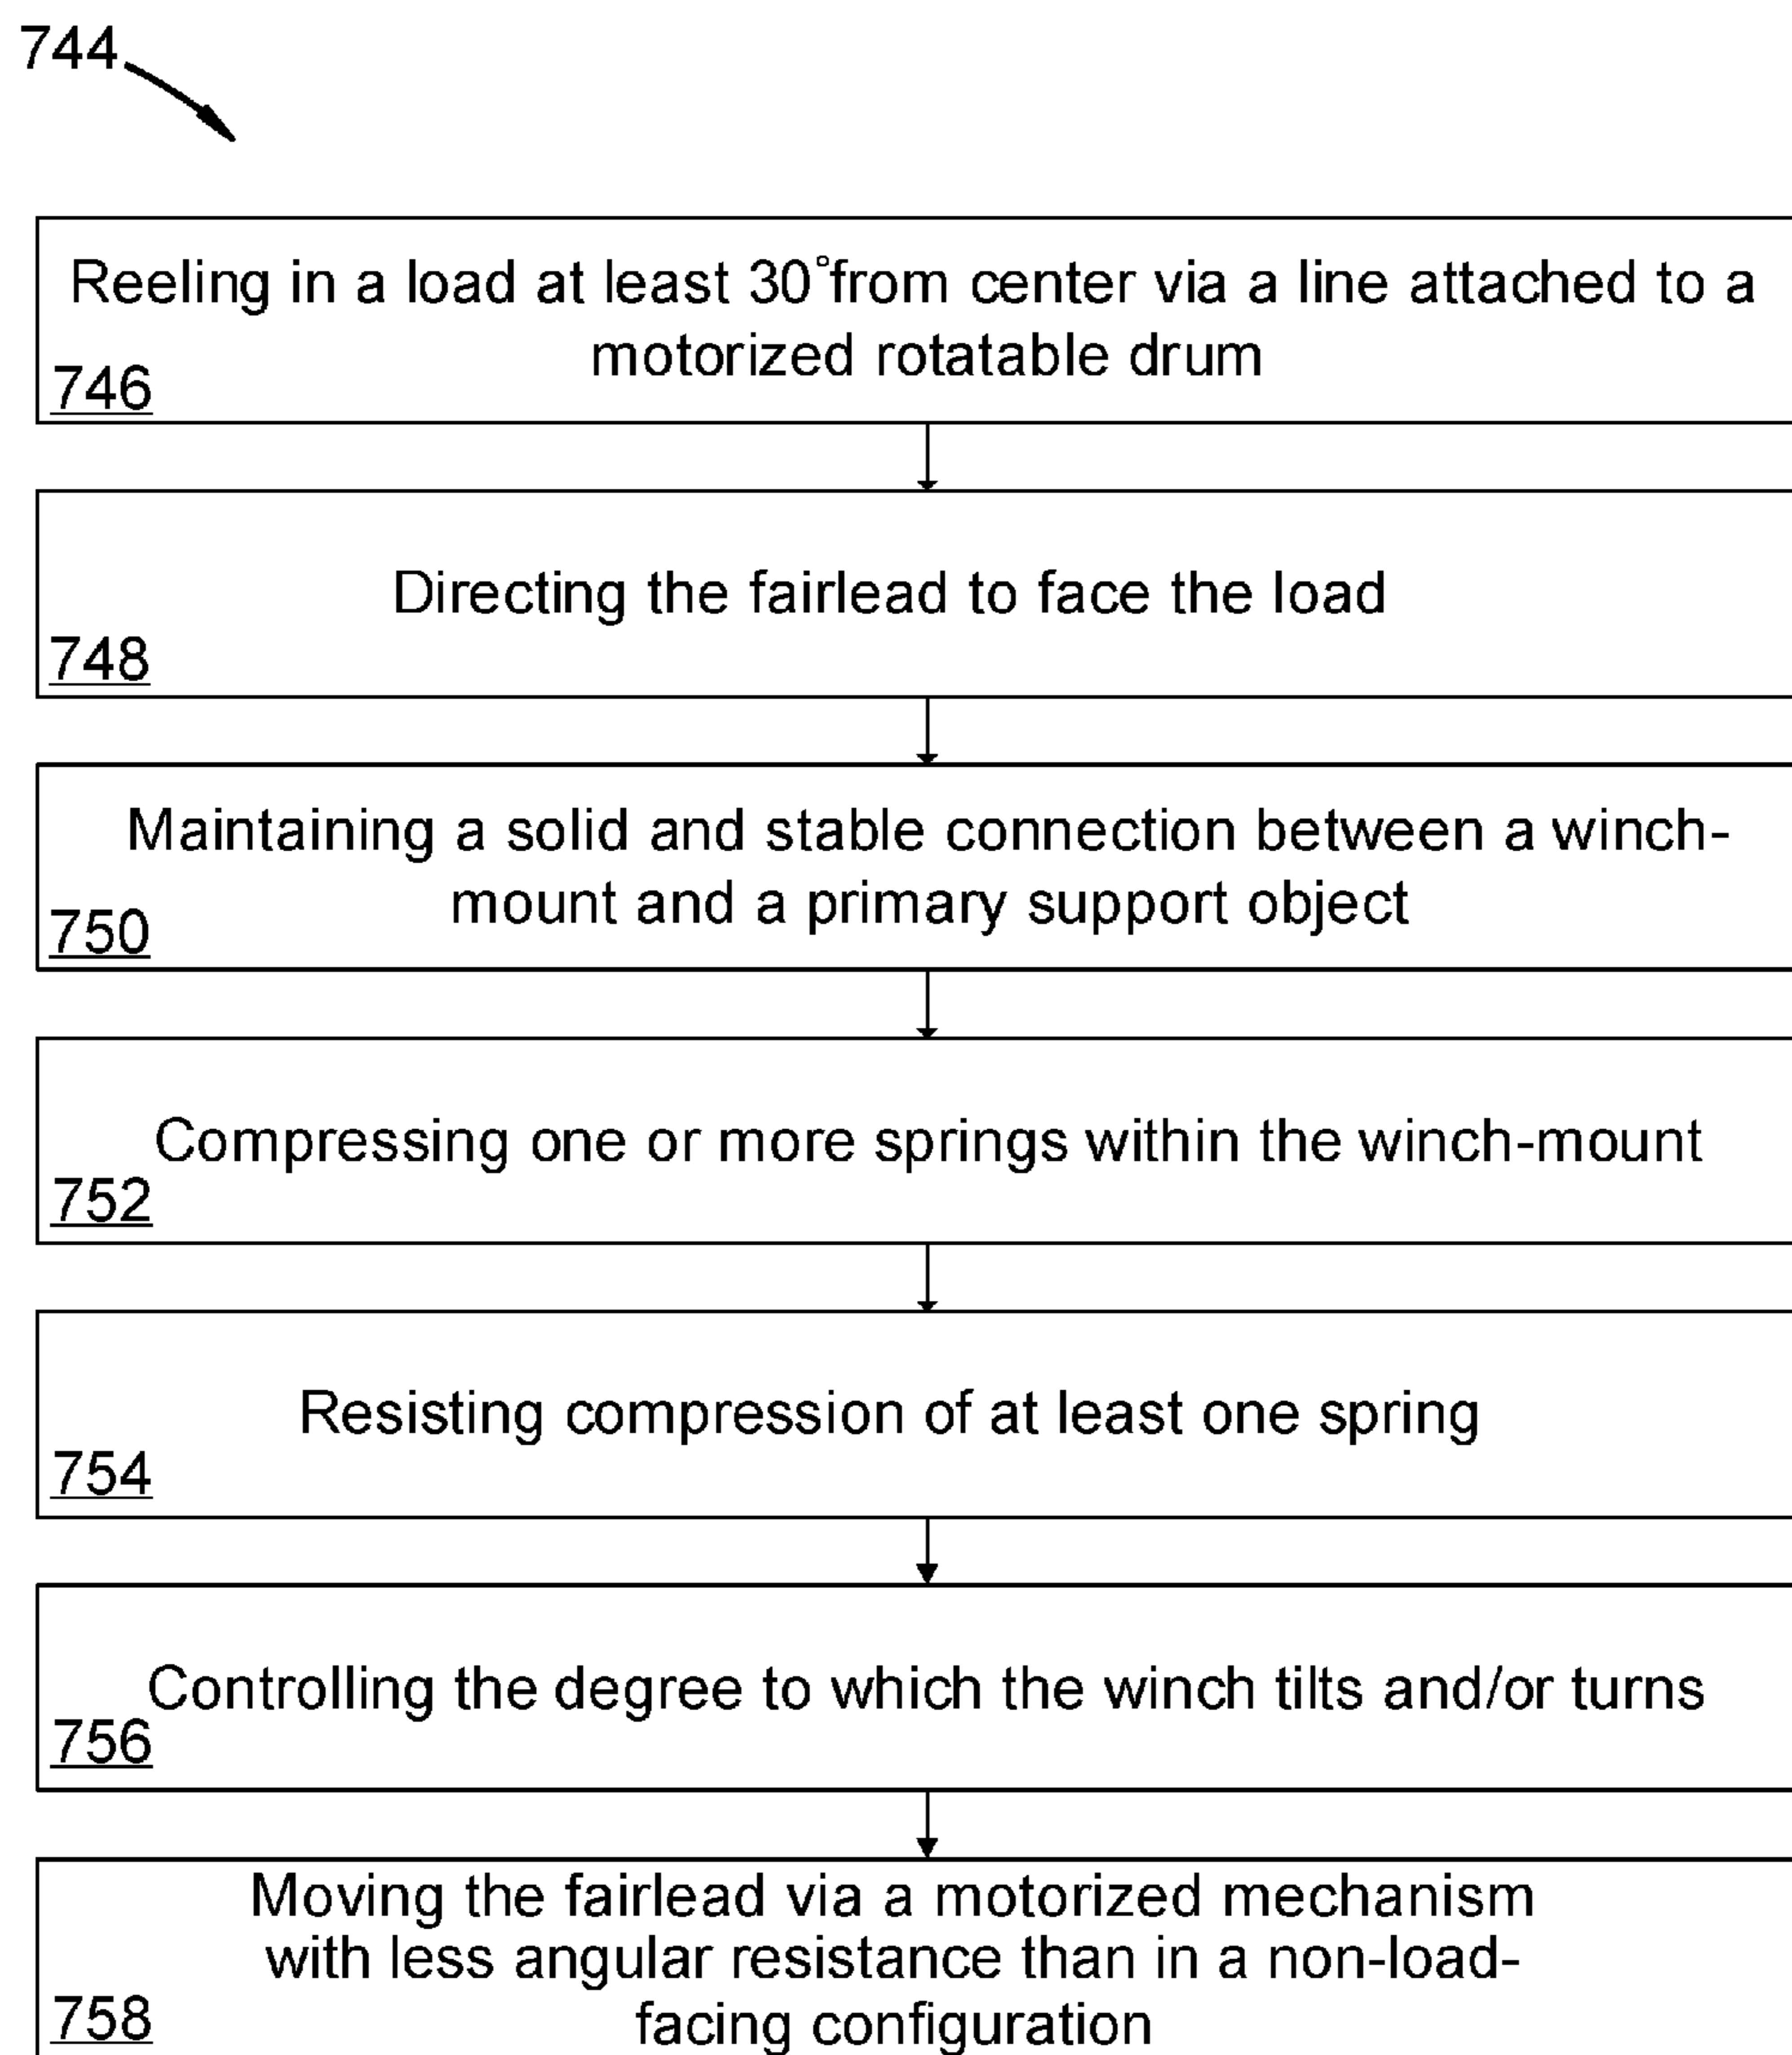 744
Reeling in a load at least 30°from center via a line attached to a
motorized rotatable drum
746
Directing the fairlead to face the load
748
Maintaining a solid and stable connection between a winch-
mount and a primary support object
750
Compressing one or more springs within the winch-mount
752
Resisting compression of at least one spring
754
Controlling the degree to which the winch tilts and/or turns
756
Moving the fairlead via a motorized mechanism
with less angular resistance than in a non-load-
facing configuration
758